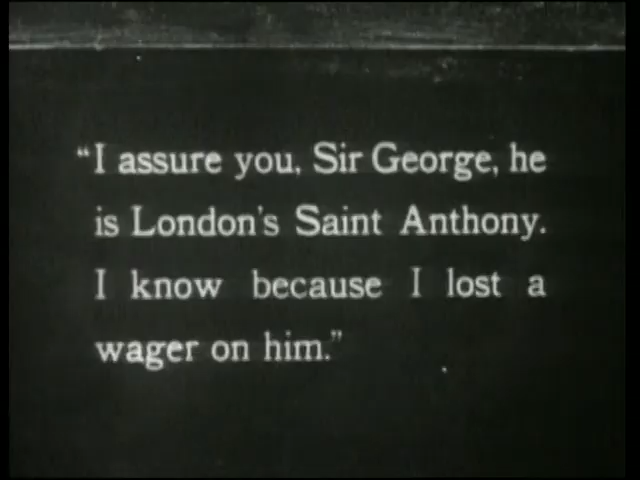 “I assure you, Sir George, he
is London's Saint Anthony.
I know because I lost a
wager on him.”